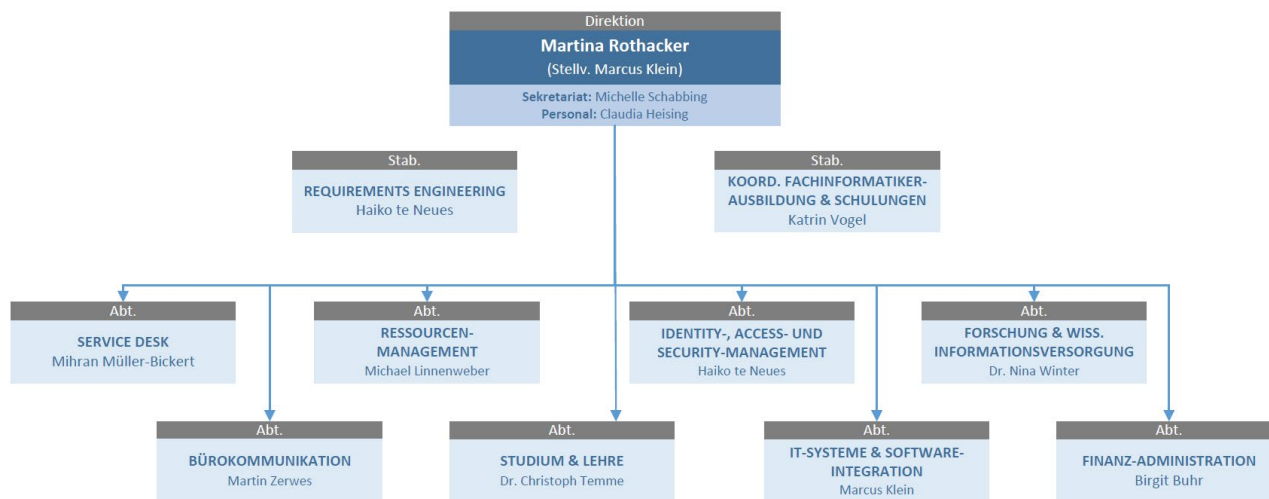 Direktion
Martina Rothacker
(Stellv. Marcus Klein)
Sekretariat: Michelle Schabbing
Personal: Claudia Heising
Stab.
REQUIREMENTS ENGINEERING
Haiko te Neues
Stab.
KOORD. FACHINFORMATIKER-
AUSBILDUNG & SCHULUNGEN
Katrin Vogel
Abt.
SERVICE DESK
Mihran Müller-Bickert
Abt.
RESSOURCEN-
MANAGEMENT
Michael Linnenweber
Abt.
IDENTITY-, ACCESS- UND
SECURITY-MANAGEMENT
Haiko te Neues
Abt.
FORSCHUNG & WISS.
INFORMATIONSVERSORGUNG
Dr. Nina Winter
Abt.
BÜROKOMMUNIKATION
Martin Zerwes
Abt.
STUDIUM & LEHRE
Dr. Christoph Temme
Abt.
IT-SYSTEME & SOFTWARE-
INTEGRATION
Marcus Klein
Abt.
FINANZ-ADMINISTRATION
Birgit Buhr